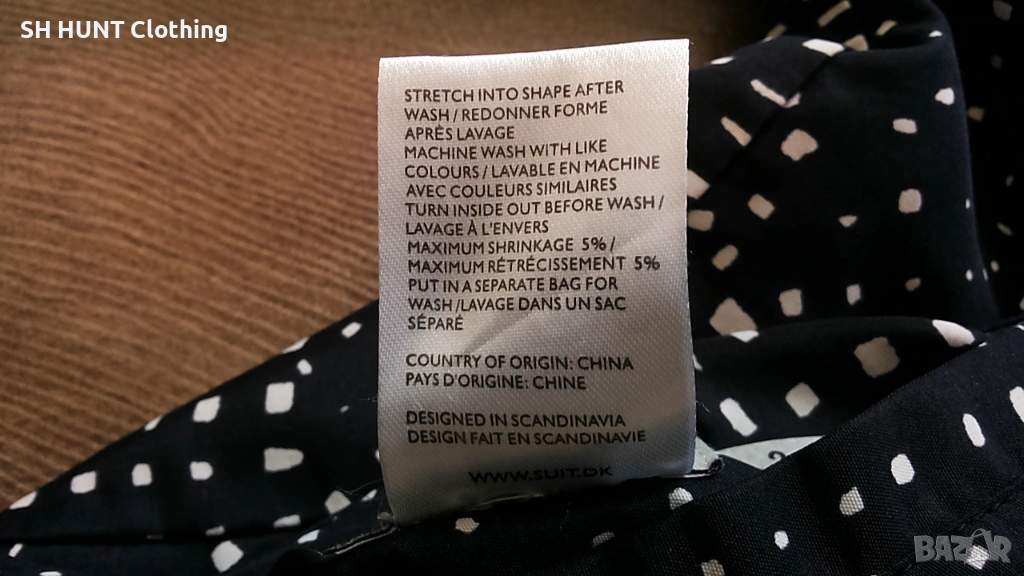 SH HUNT Clothing
STRETCH INTO SHAPE AFTER
WASH / REDONNER FORME
APRÈS LAVAGE
MACHINE WASH WITH LIKE
COLOURS / LAVABLE EN MACHINE
AVEC COULEURS SIMILAIRES
TURN INSIDE OUT BEFORE WASH /
LAVAGE À L'ENVERS
MAXIMUM SHRINKAGE 5% /
MAXIMUM RÉTRÉCISSEMENT 5%
PUT IN A SEPARATE BAG FOR
WASH /LAVAGE DANS UN SAC
SÉPARÉ
COUNTRY OF ORIGIN: CHINA
PAYS D'ORIGINE: CHINE
DESIGNED IN SCANDINAVIA
DESIGN FAIT EN SCANDINAVIE
WWW.SUIT.DK
BAZAR